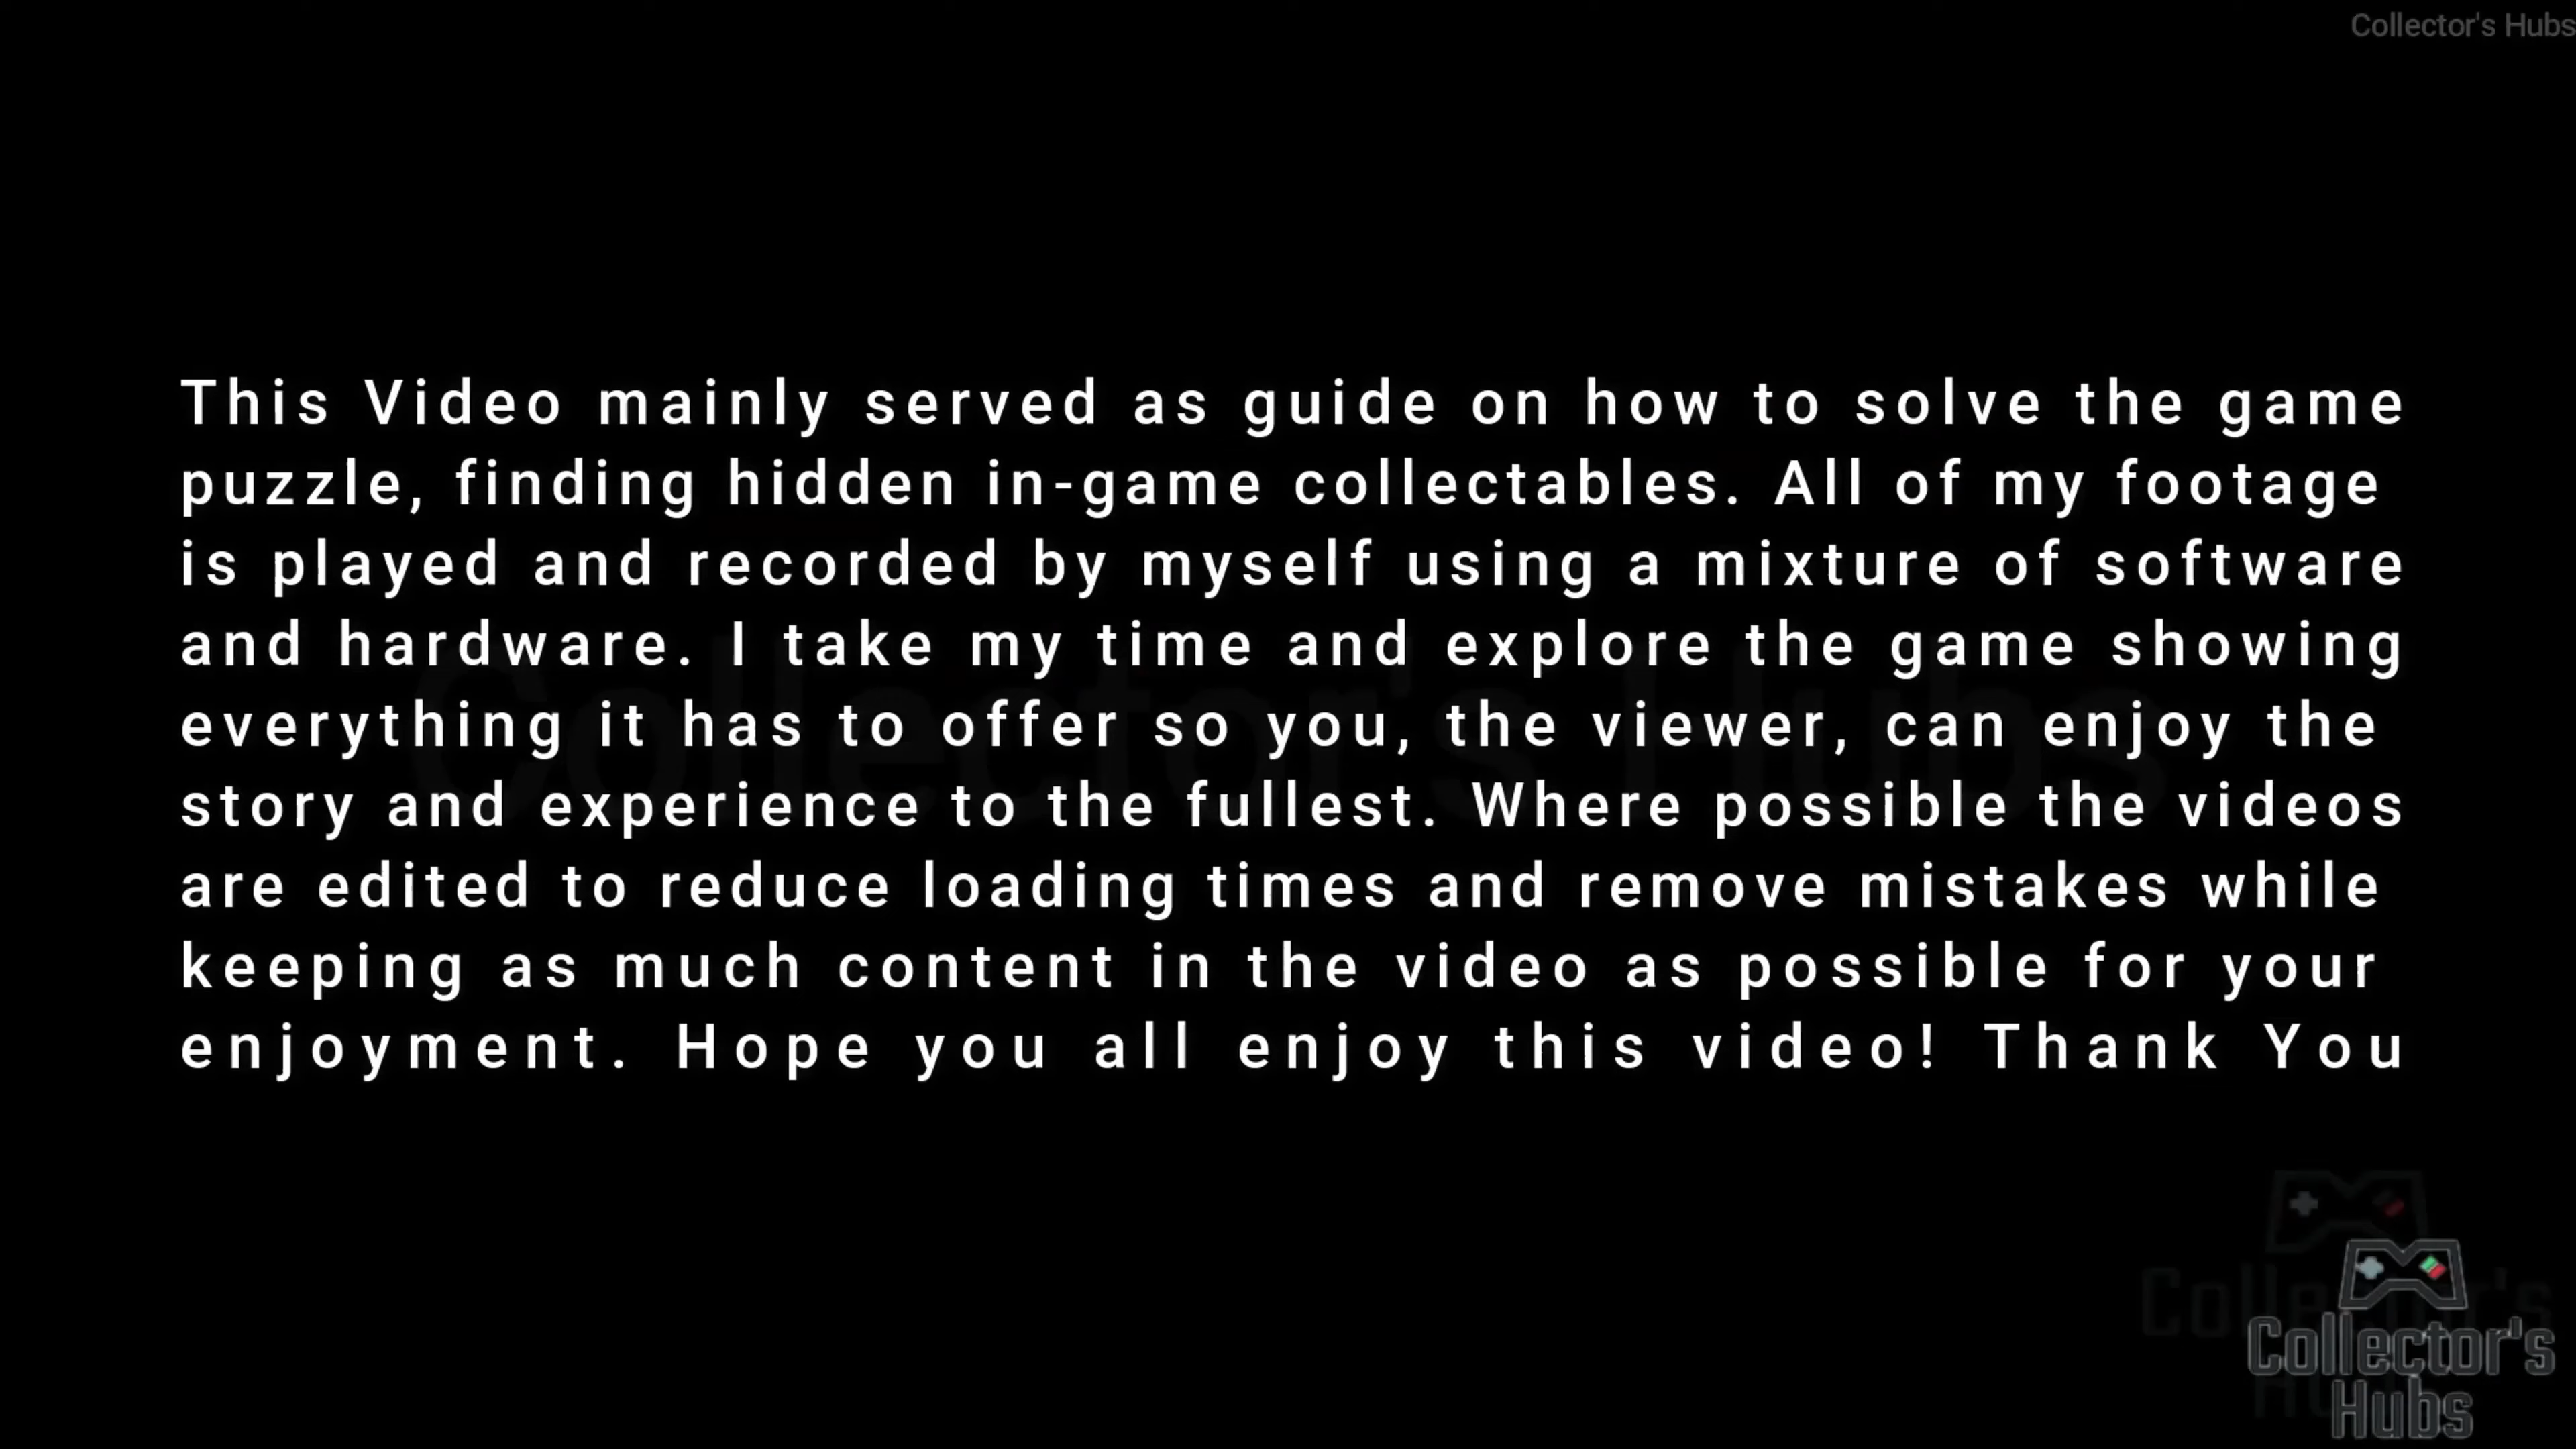 Collector's Hubs
This Video mainly served as guide on how to solve the game
puzzle, finding hidden in-game collectables. All of my footage
is played and recorded by myself using a mixture of software
and hardware. I take my time and explore the game showing
everything it has to offer so you, the viewer, can enjoy the
story and experience to the fullest. Where possible the videos
are edited to reduce loading times and remove mistakes while
keeping as much content in the video as possible for your
enjoyment. Hope you all enjoy this video! Thank You
Collector's Hubs
Collector's
Hubs
Collector's
Hubs